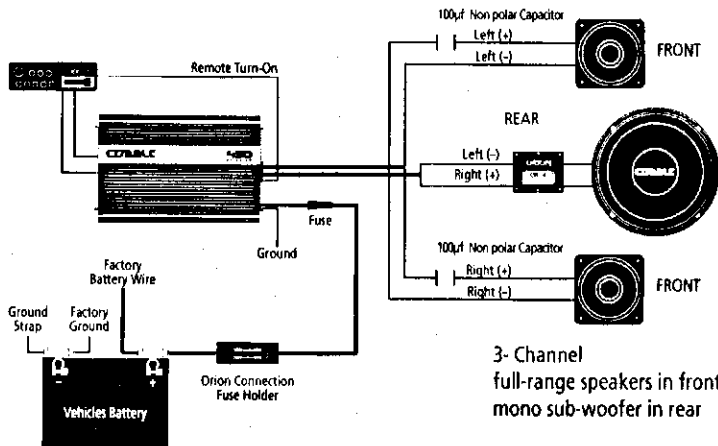 100µf Non polar Capacitor
Left (+)
Left (–)
FRONT
Remote Turn-On
REAR
Left (–)
Right (+)
Fuse
Ground
100µf Non polar Capacitor
Right (+)
Right (–)
FRONT
Factory
Battery Wire
Ground
Strap
Factory
Ground
–
+
Vehicles Battery
Orion Connection
Fuse Holder
3- Channel
full-range speakers in front
mono sub-woofer in rear